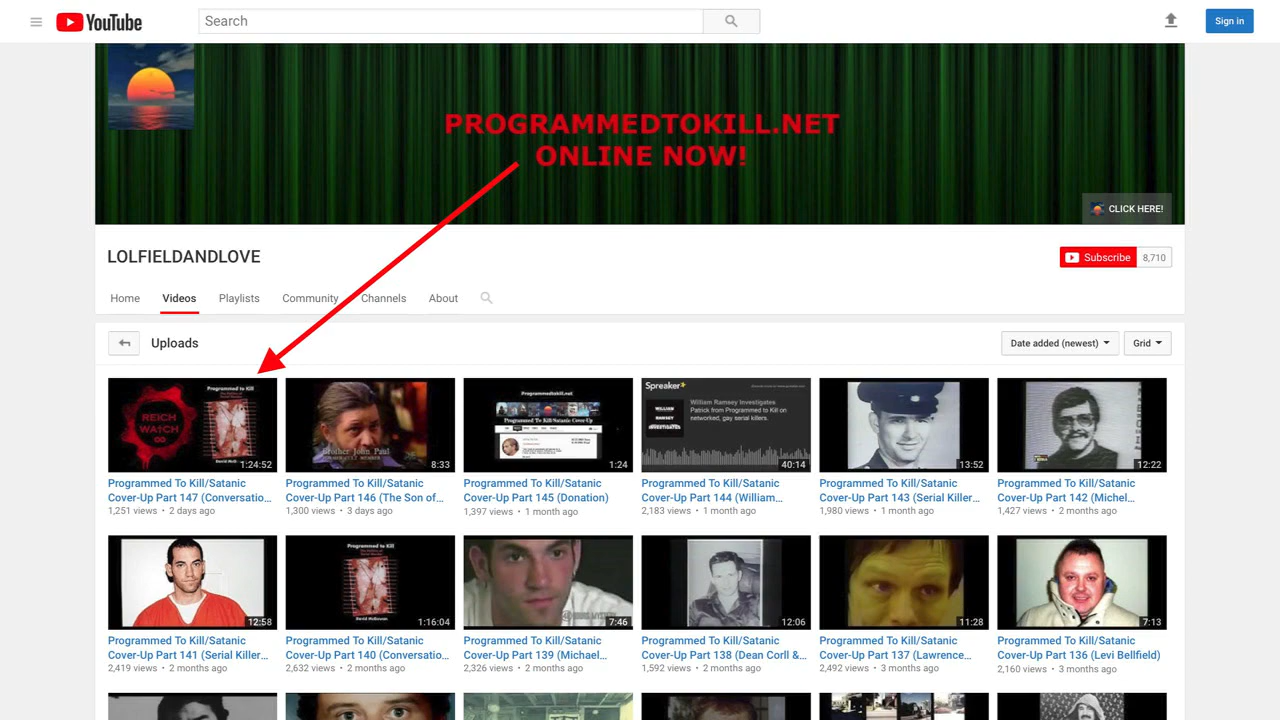 YouTube
Search
Sign in
PROGRAMMEDTOKILL.NET
ONLINE NOW!
CLICK HERE!
LOLFIELDANDLOVE
Subscribe 8,710
Home Videos Playlists Community Channels About
Uploads
Date added (newest) Grid
REICH
WATCH
Programmed to Kill
1:24:52
Brother John Paul
8:33
Programmedtokill.net
Programmed To Kill/Satanic Cover-Up
1:24
Spreaker
William Ramsey Investigates
Patrick from Programmed to Kill on
networked, gay serial killers.
WILLIAM
RAMSEY
INVESTIGATES
40:14
13:52
12:22
Programmed To Kill/Satanic
Cover-Up Part 147 (Conversatio...
1,251 views • 2 days ago
Programmed To Kill/Satanic
Cover-Up Part 146 (The Son of...
1,300 views • 3 days ago
Programmed To Kill/Satanic
Cover-Up Part 145 (Donation)
1,397 views • 1 month ago
Programmed To Kill/Satanic
Cover-Up Part 144 (William...
2,183 views • 1 month ago
Programmed To Kill/Satanic
Cover-Up Part 143 (Serial Killer...
1,980 views • 1 month ago
Programmed To Kill/Satanic
Cover-Up Part 142 (Michel...
1,427 views • 2 months ago
12:58
Programmed to Kill
David McGowan
1:16:04
7:46
12:06
11:28
7:13
Programmed To Kill/Satanic
Cover-Up Part 141 (Serial Killer...
2,419 views • 2 months ago
Programmed To Kill/Satanic
Cover-Up Part 140 (Conversatio...
2,632 views • 2 months ago
Programmed To Kill/Satanic
Cover-Up Part 139 (Michael...
2,326 views • 2 months ago
Programmed To Kill/Satanic
Cover-Up Part 138 (Dean Corll &...
1,592 views • 2 months ago
Programmed To Kill/Satanic
Cover-Up Part 137 (Lawrence...
2,492 views • 3 months ago
Programmed To Kill/Satanic
Cover-Up Part 136 (Levi Bellfield)
2,160 views • 3 months ago